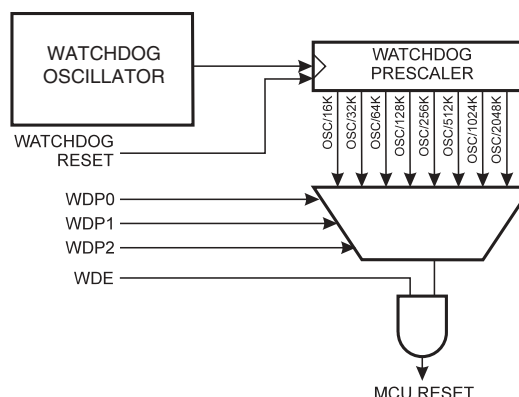 WATCHDOG
OSCILLATOR
WATCHDOG
PRESCALER
WATCHDOG
RESET
OSC/16K
OSC/32K
OSC/64K
OSC/128K
OSC/256K
OSC/512K
OSC/1024K
OSC/2048K
WDP0
WDP1
WDP2
WDE
MCU RESET